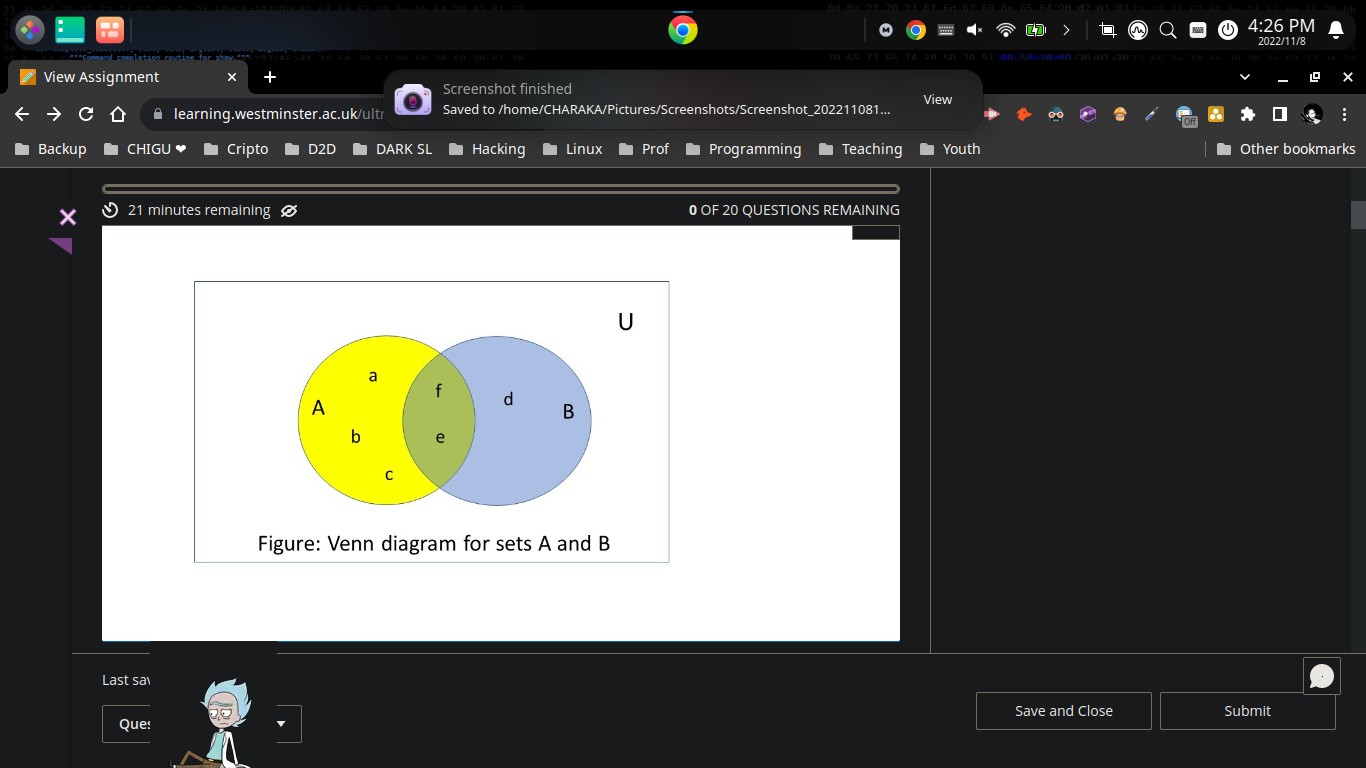 4:26 PM
2022/11/8
View Assignment
Screenshot finished
Saved to /home/CHARAKA/Pictures/Screenshots/Screenshot_202211081...
View
learning.westminster.ac.uk/ultr
Off
Backup
CHIGU ❤
Cripto
D2D
DARK SL
Hacking
Linux
Prof
Programming
Teaching
Youth
Other bookmarks
21 minutes remaining
0 OF 20 QUESTIONS REMAINING
U
a
f
d
A
B
b
e
c
Figure: Venn diagram for sets A and B
Last sav
Ques
Save and Close
Submit